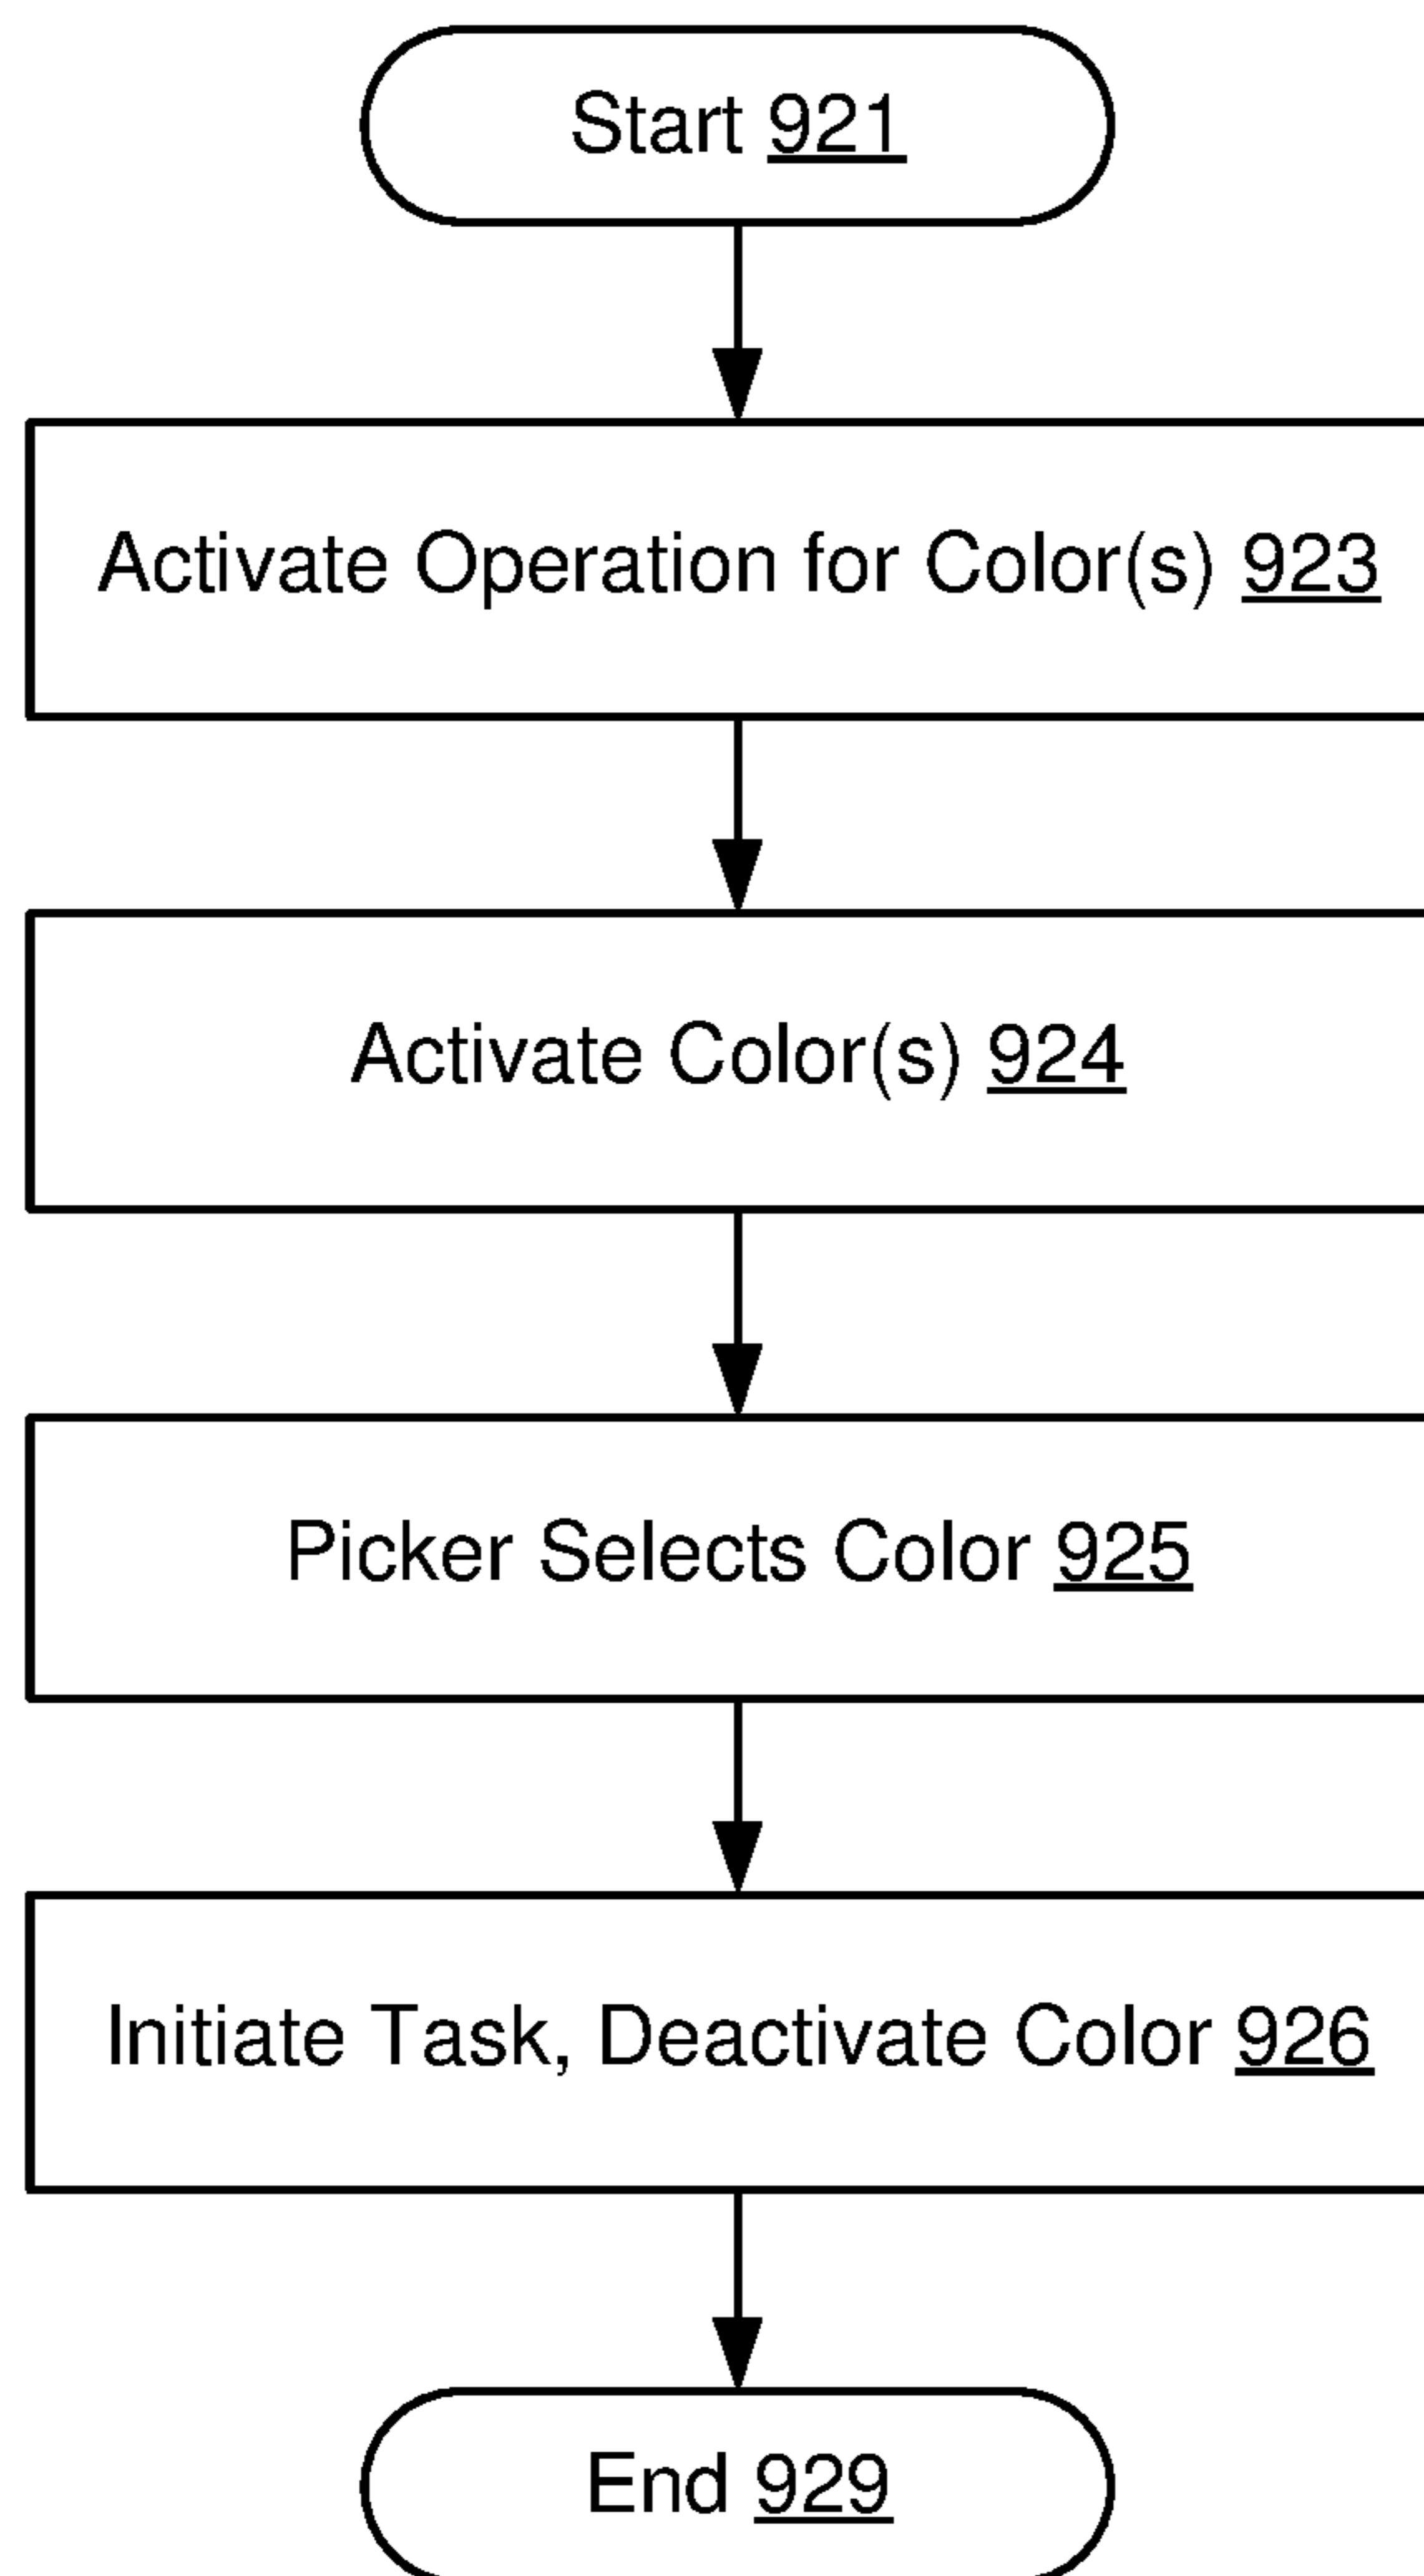 Start 921
Activate Operation for Color(s) 923
Activate Color(s) 924
Picker Selects Color 925
Initiate Task, Deactivate Color 926
End 929